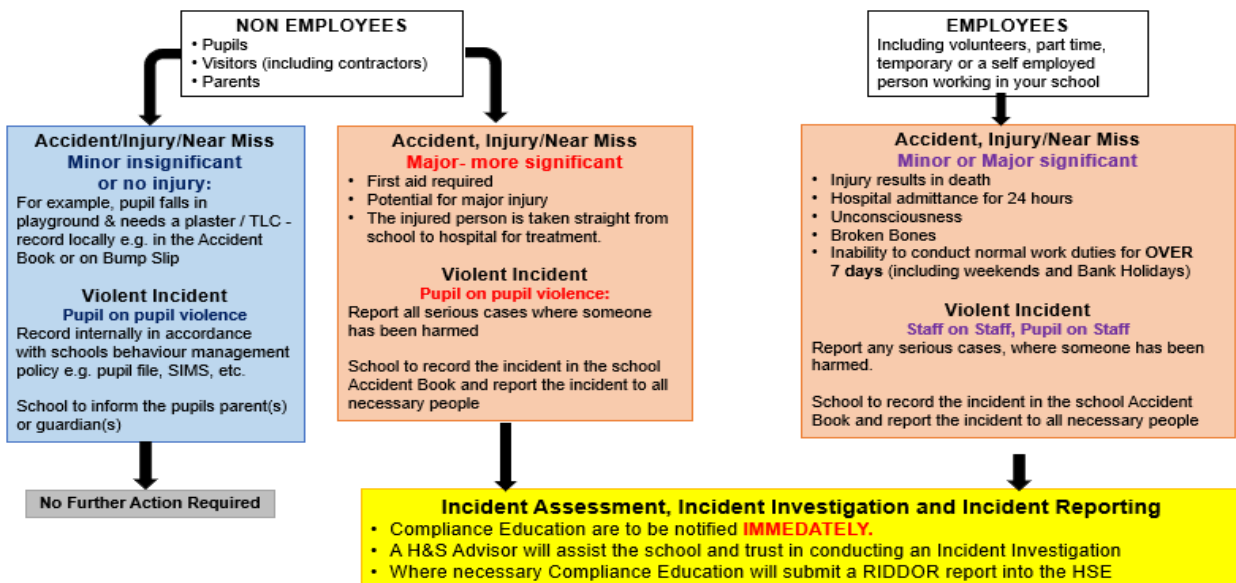 NON EMPLOYEES
• Pupils
• Visitors (including contractors)
• Parents
EMPLOYEES
Including volunteers, part time,
temporary or a self employed
person working in your school
Accident/Injury/Near Miss
Minor insignificant
or no injury:
For example, pupil falls in
playground & needs a plaster / TLC -
record locally e.g. in the Accident
Book or on Bump Slip
Violent Incident
Pupil on pupil violence
Record internally in accordance
with schools behaviour management
policy e.g. pupil file, SIMS, etc.
School to inform the pupils parent(s)
or guardian(s)
No Further Action Required
Accident, Injury/Near Miss
Major- more significant
• First aid required
• Potential for major injury
• The injured person is taken straight from
school to hospital for treatment.
Violent Incident
Pupil on pupil violence:
Report all serious cases where someone
has been harmed
School to record the incident in the school
Accident Book and report the incident to all
necessary people
Accident, Injury/Near Miss
Minor or Major significant
• Injury results in death
• Hospital admittance for 24 hours
• Unconsciousness
• Broken Bones
• Inability to conduct normal work duties for OVER
7 days (including weekends and Bank Holidays)
Violent Incident
Staff on Staff, Pupil on Staff
Report any serious cases, where someone has been
harmed.
School to record the incident in the school Accident
Book and report the incident to all necessary people
Incident Assessment, Incident Investigation and Incident Reporting
• Compliance Education are to be notified IMMEDIATELY.
• A H&S Advisor will assist the school and trust in conducting an Incident Investigation
• Where necessary Compliance Education will submit a RIDDOR report into the HSE